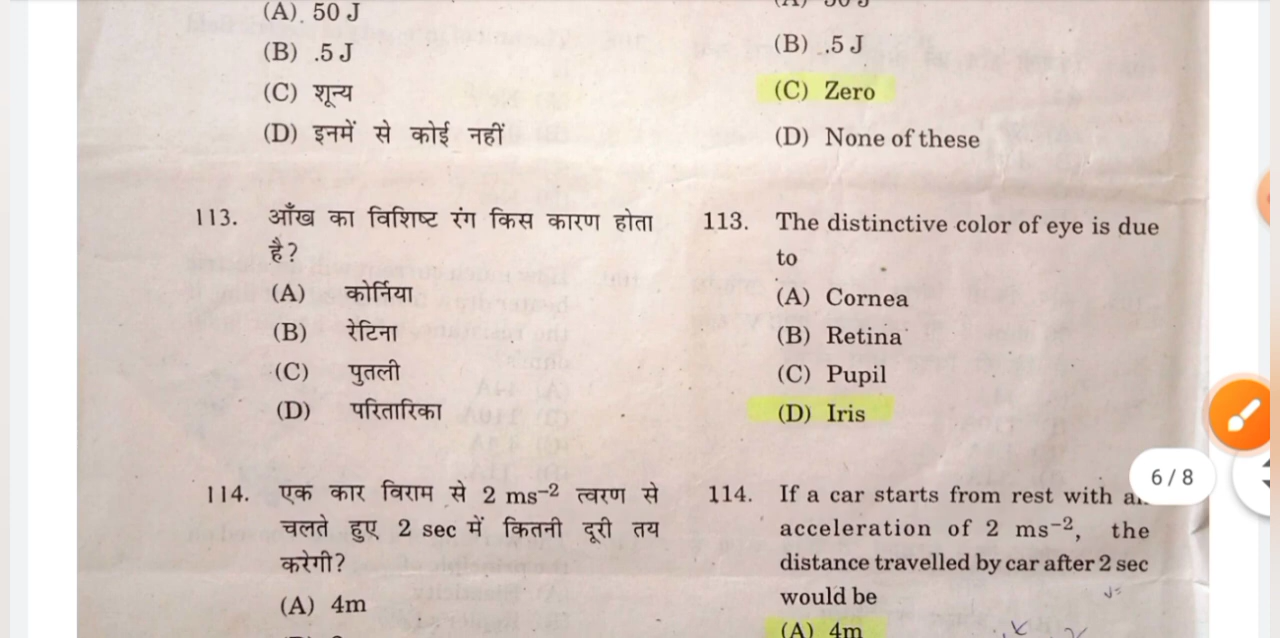 (A). 50 J
(B) .5 J
(C) शून्य
(D) इनमें से कोई नहीं
113. आँख का विशिष्ट रंग किस कारण होता
है?
(A) कोर्निया
(B) रेटिना
(C) पुतली
(D) परितारिका
114. एक कार विराम से 2 ms⁻² त्वरण से
चलते हुए 2 sec में कितनी दूरी तय
करेगी?
(A) 4m
(B) .5 J
(C) Zero
(D) None of these
113. The distinctive color of eye is due
to
(A) Cornea
(B) Retina
(C) Pupil
(D) Iris
114. If a car starts from rest with
acceleration of 2 ms⁻², the
distance travelled by car after 2 sec
would be
(A) 4m
6 / 8